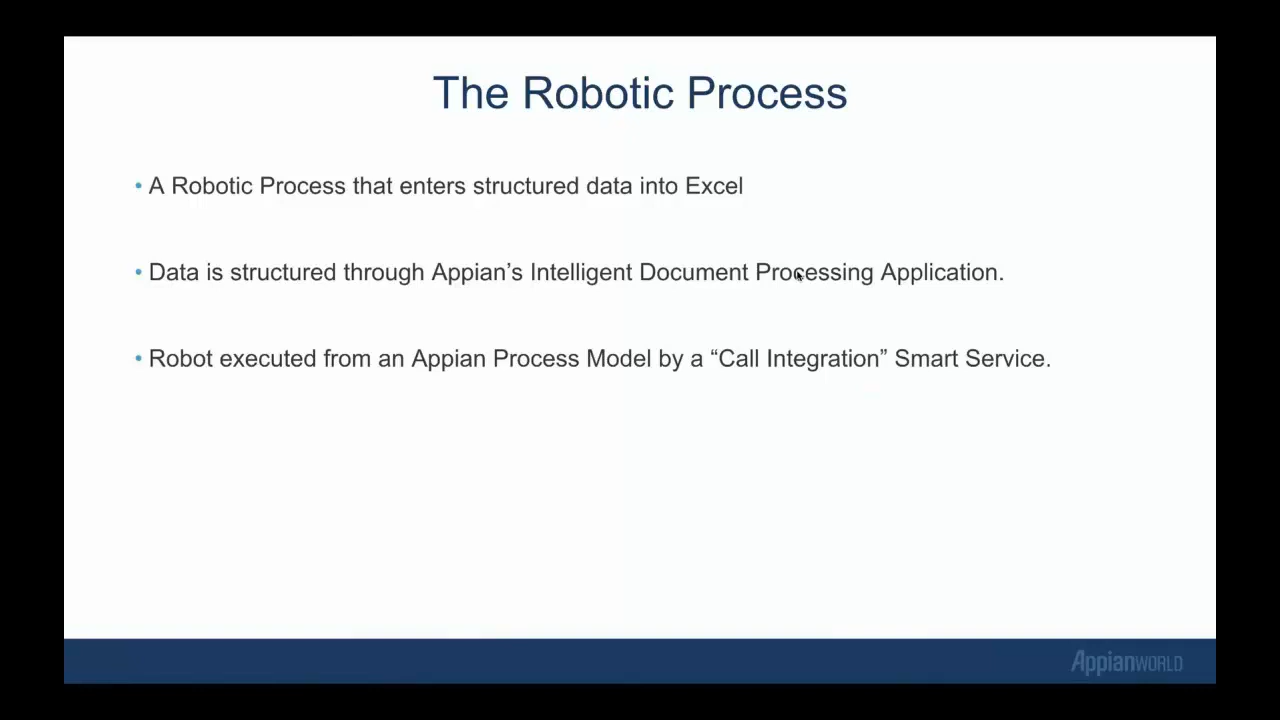 The Robotic Process
• A Robotic Process that enters structured data into Excel
• Data is structured through Appian’s Intelligent Document Processing Application.
• Robot executed from an Appian Process Model by a “Call Integration” Smart Service.
AppianWORLD